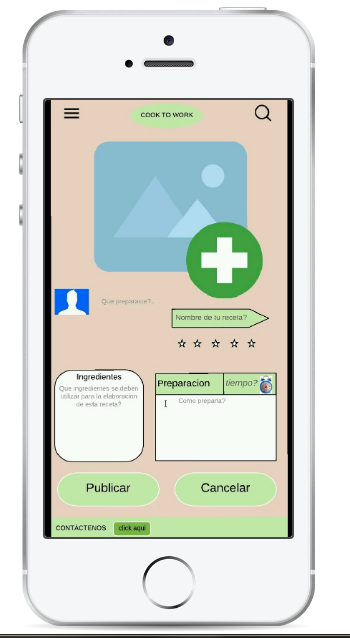 COOK TO WORK
Que preparaste?..
Nombre de tu receta?
Ingredientes
Que ingredientes se deben
utilizar para la elaboracion
de esta receta?
Preparacion
tiempo?
Como preparla?
Publicar
Cancelar
CONTÁCTENOS
click aqui